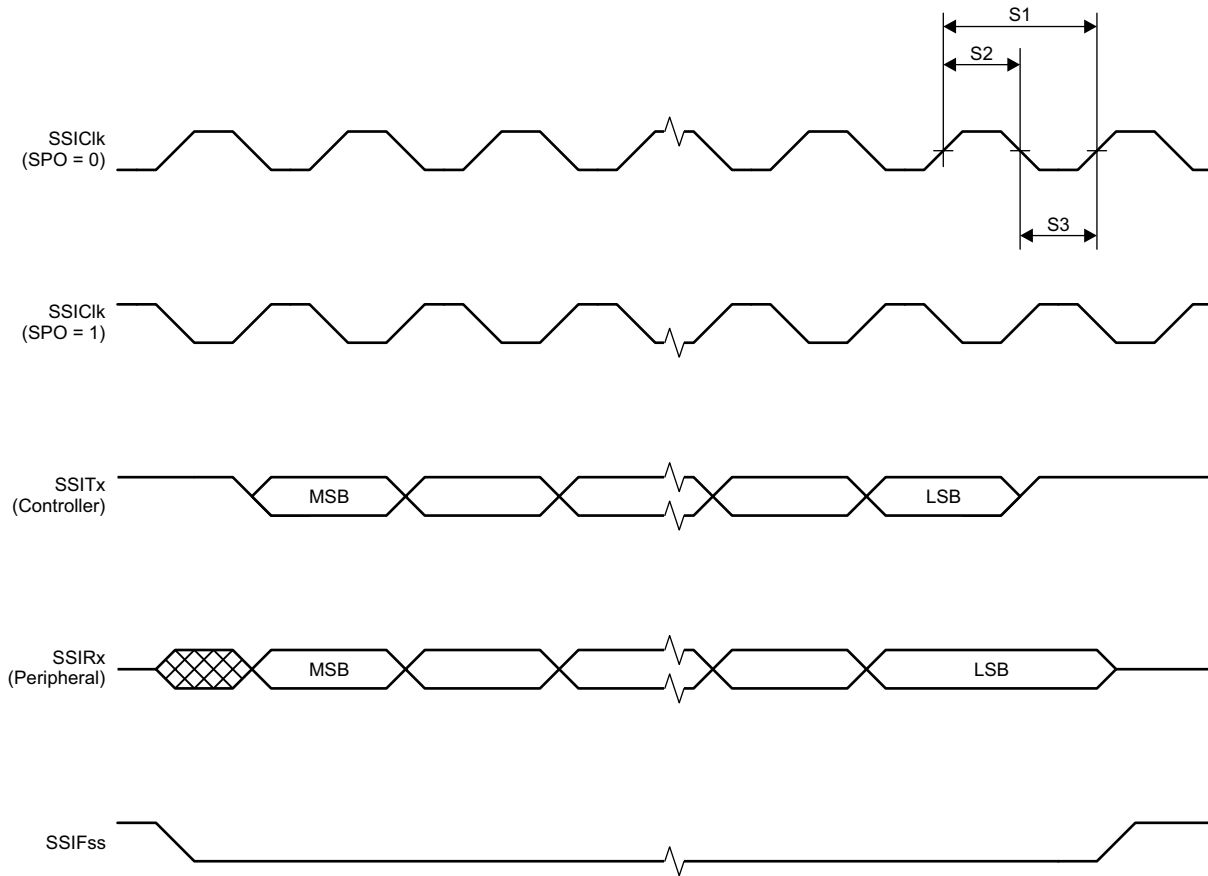 S1
S2
SSIClk
(SPO = 0)
S3
SSIClk
(SPO = 1)
SSITx
(Controller)
MSB
LSB
SSIRx
(Peripheral)
MSB
LSB
SSIFss